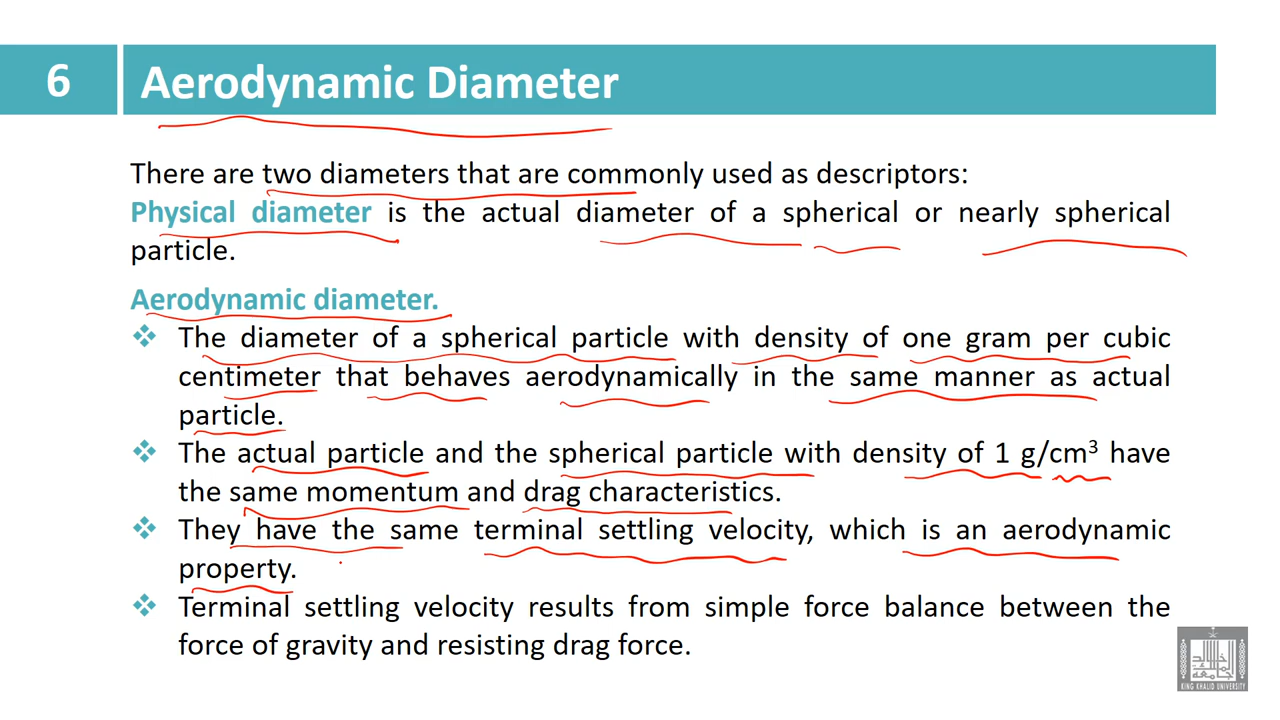 6
Aerodynamic Diameter
There are two diameters that are commonly used as descriptors:
Physical diameter is the actual diameter of a spherical or nearly spherical
particle.
Aerodynamic diameter.
❖ The diameter of a spherical particle with density of one gram per cubic
centimeter that behaves aerodynamically in the same manner as actual
particle.
❖ The actual particle and the spherical particle with density of 1 g/cm³ have
the same momentum and drag characteristics.
❖ They have the same terminal settling velocity, which is an aerodynamic
property.
❖ Terminal settling velocity results from simple force balance between the
force of gravity and resisting drag force.
KING KHALID UNIVERSITY